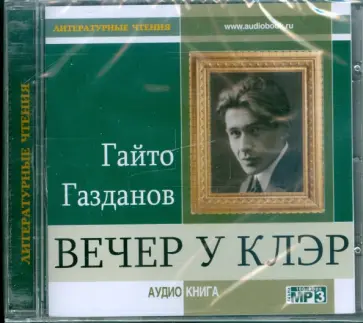 ЛИТЕРАТУРНЫЕ ЧТЕНИЯ
ЛИТЕРАТУРНЫЕ ЧТЕНИЯ
www.audiobook.ru
Гайто
Газданов
ВЕЧЕР У КЛЭР
АУДИО КНИГА
MP3